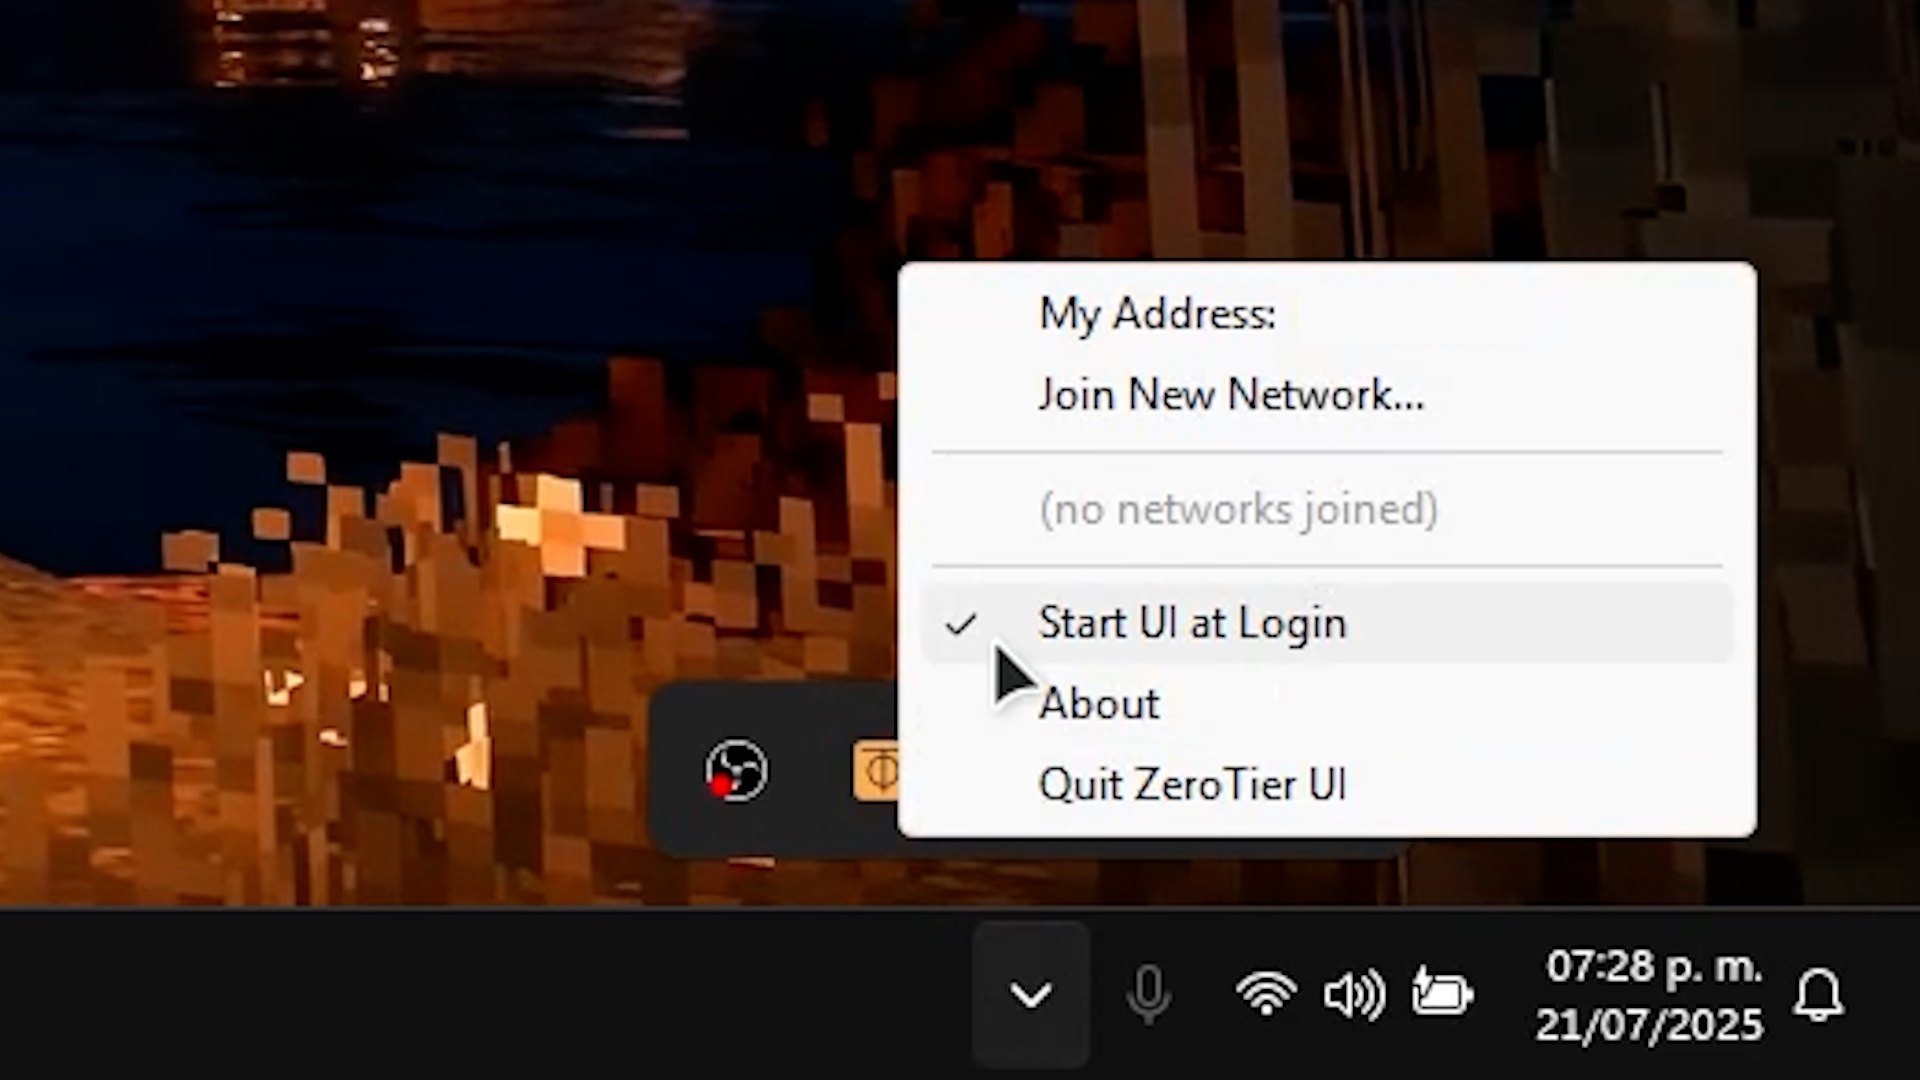 My Address:
Join New Network...
(no networks joined)
Start UI at Login
About
Quit ZeroTier UI
07:28 p. m.
21/07/2025